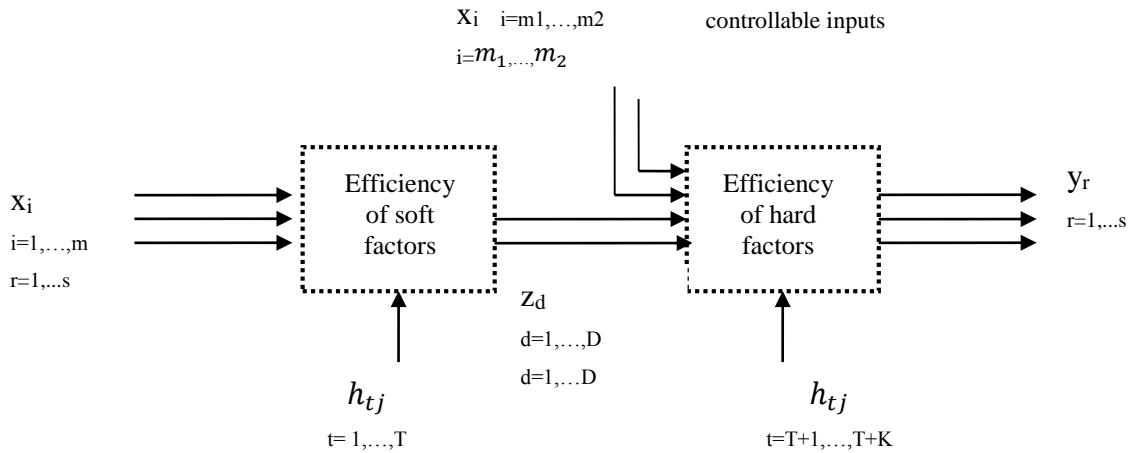 xi i=m1,…,m2 controllable inputs
i=𝑚₁,…,𝑚₂
xi
i=1,…,m
r=1,...s
Efficiency
of soft
factors
Efficiency
of hard
factors
yr
r=1,...s
zd
d=1,…,D
d=1,…D
ℎ𝑡𝑗
t= 1,…,T
ℎ𝑡𝑗
t=T+1,…,T+K